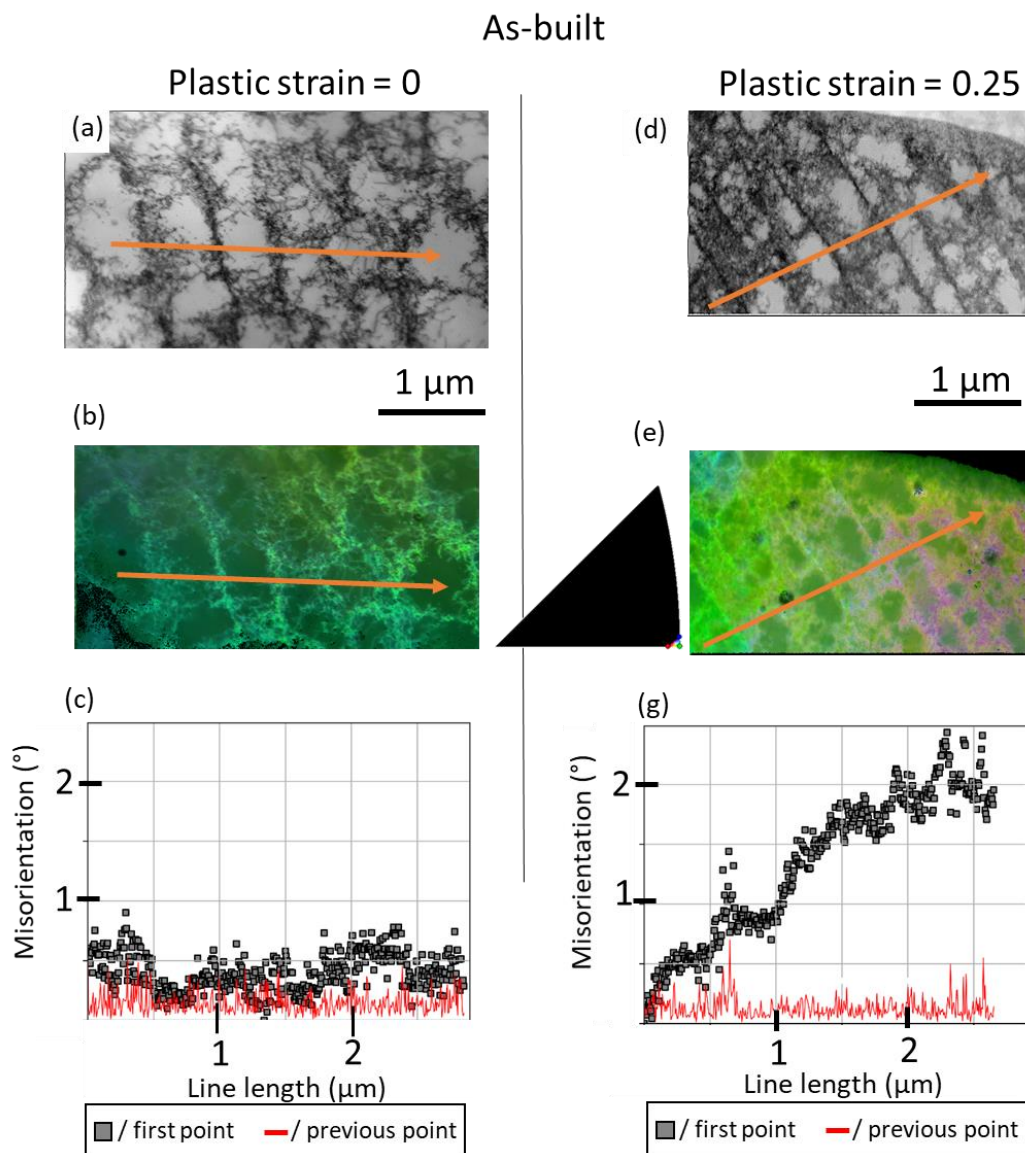 As-built
Plastic strain = 0
Plastic strain = 0.25
(a)
(d)
1 μm
1 μm
(b)
(e)
(c)
(g)
Misorientation (°)
2
1
1
2
Line length (μm)
/ first point
/ previous point
Misorientation (°)
2
1
1
2
Line length (μm)
/ first point
/ previous point